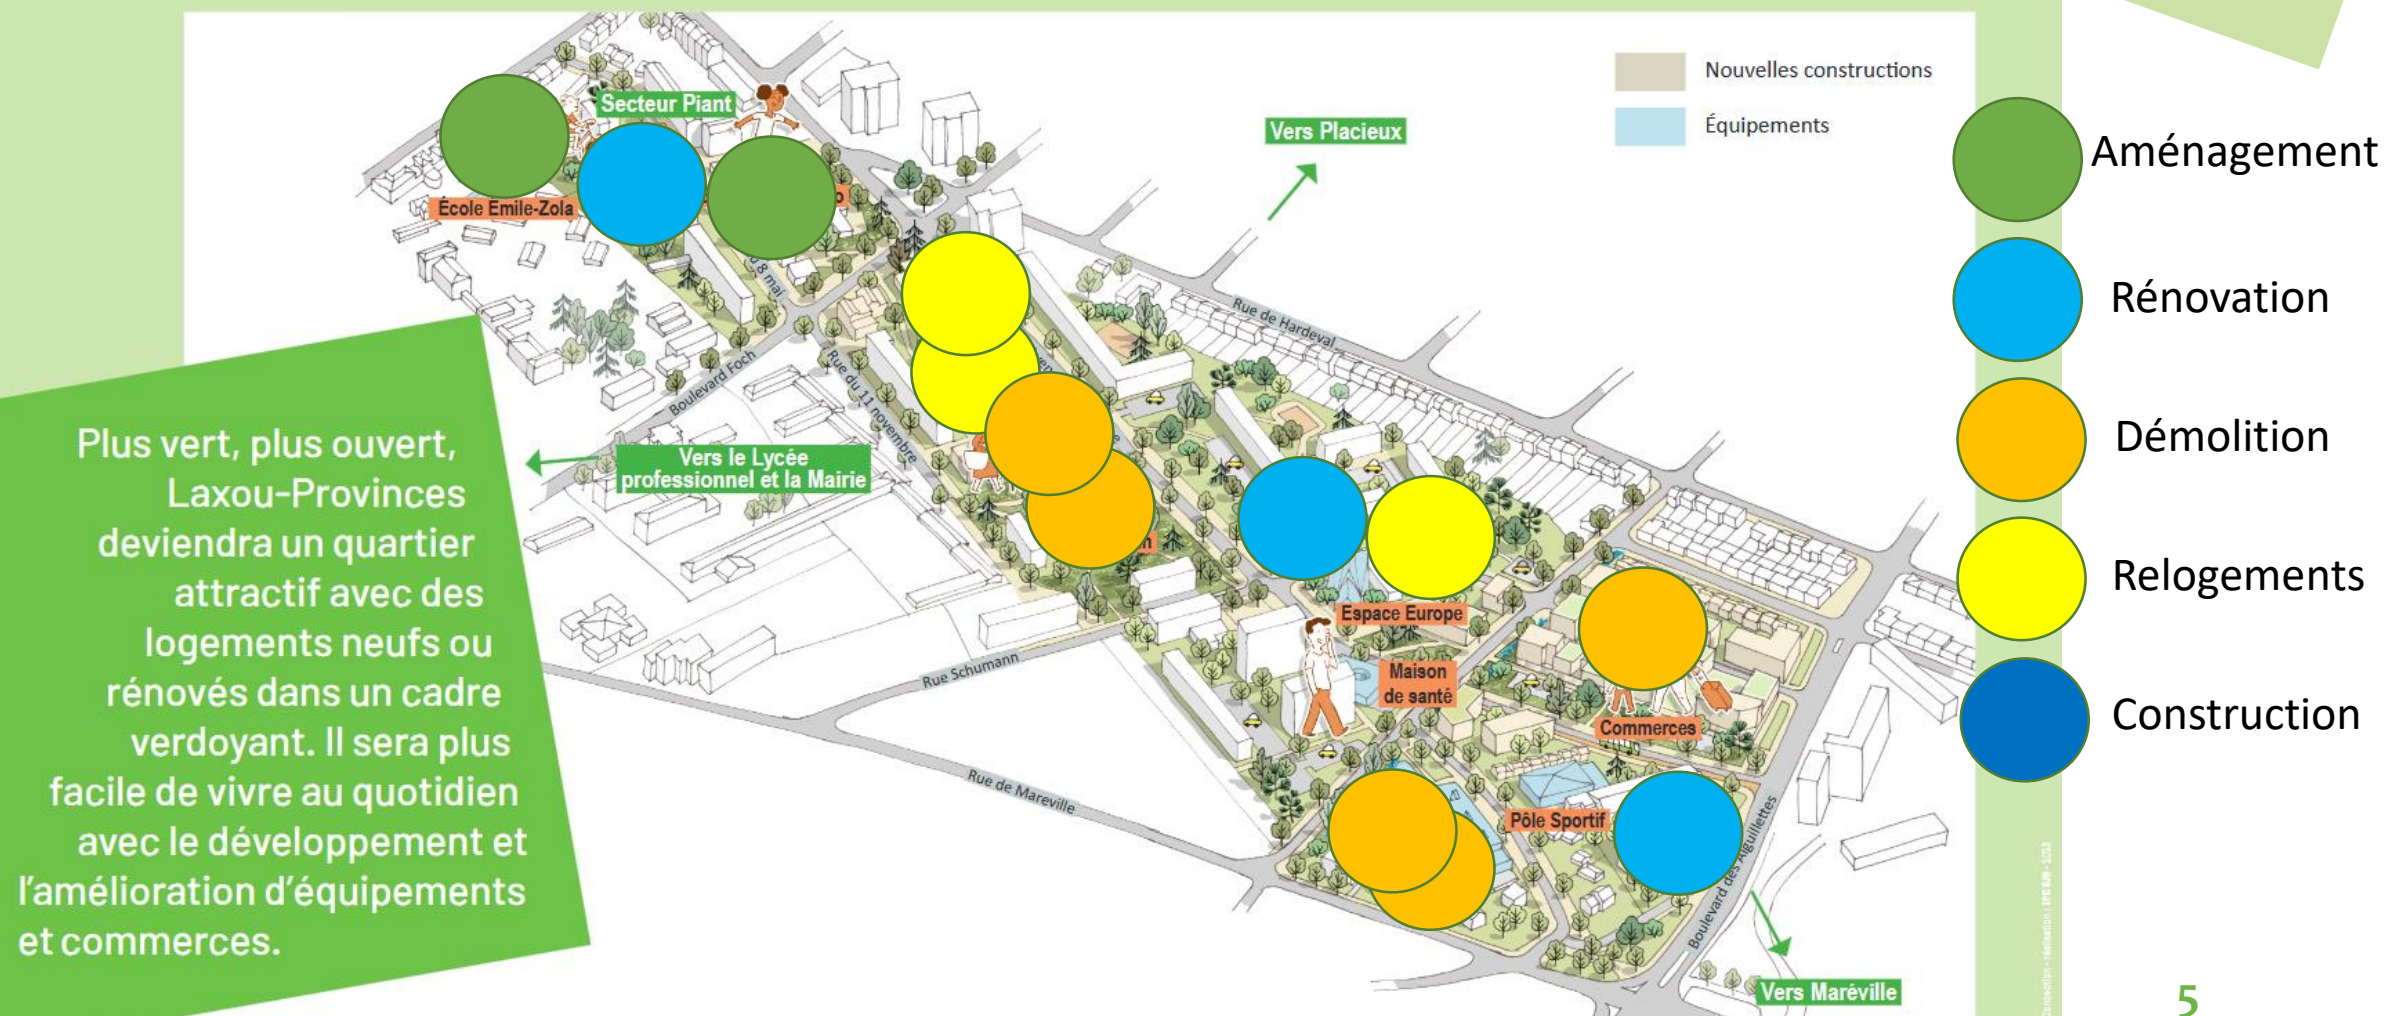 Nouvelles constructions
Équipements
Secteur Piant
Vers Placieux
École Emile-Zola
Rue de Hardeval
Boulevard Foch
Rue du 11 novembre
8 mai
Vers le Lycée
professionnel et la Mairie
Espace Europe
Maison
de santé
Commerces
Rue Schumann
Rue de Mareville
Pôle Sportif
Boulevard des Aiguillettes
Vers Maréville
Plus vert, plus ouvert,
Laxou-Provinces
deviendra un quartier
attractif avec des
logements neufs ou
rénovés dans un cadre
verdoyant. Il sera plus
facile de vivre au quotidien
avec le développement et
l'amélioration d'équipements
et commerces.
Aménagement
Rénovation
Démolition
Relogements
Construction
5